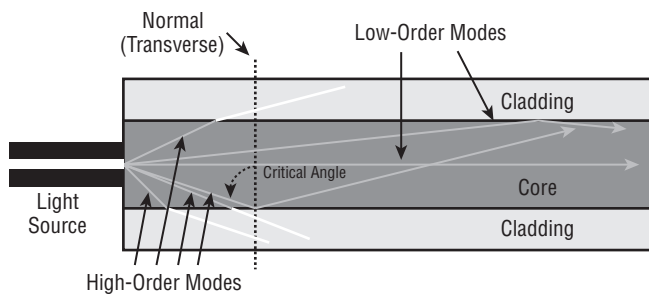 Normal
(Transverse)
Low-Order Modes
Cladding
Critical Angle
Core
Light
Source
Cladding
High-Order Modes